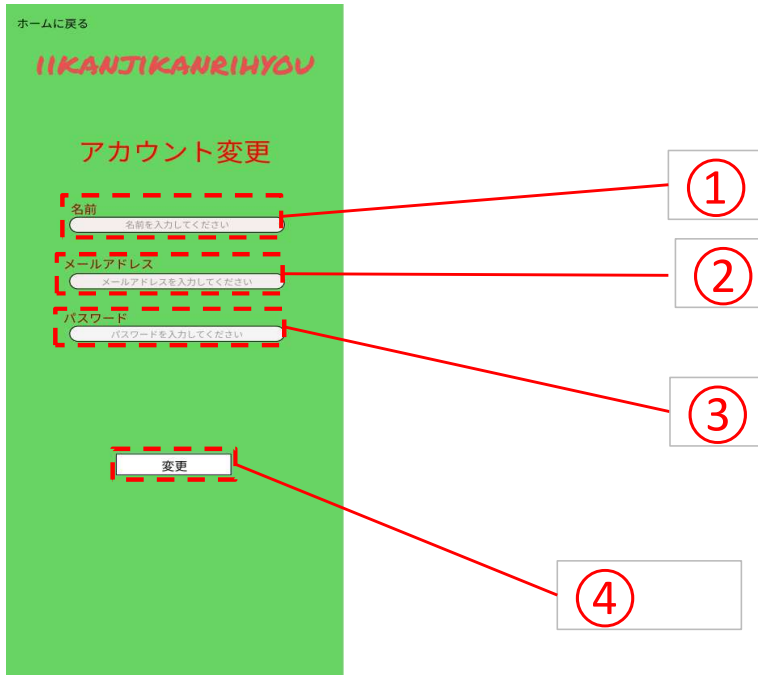 ホームに戻る
IIKANJIKANRIHYOU
アカウント変更
名前
名前を入力してください
メールアドレス
メールアドレスを入力してください
パスワード
パスワードを入力してください
変更
①
②
③
④